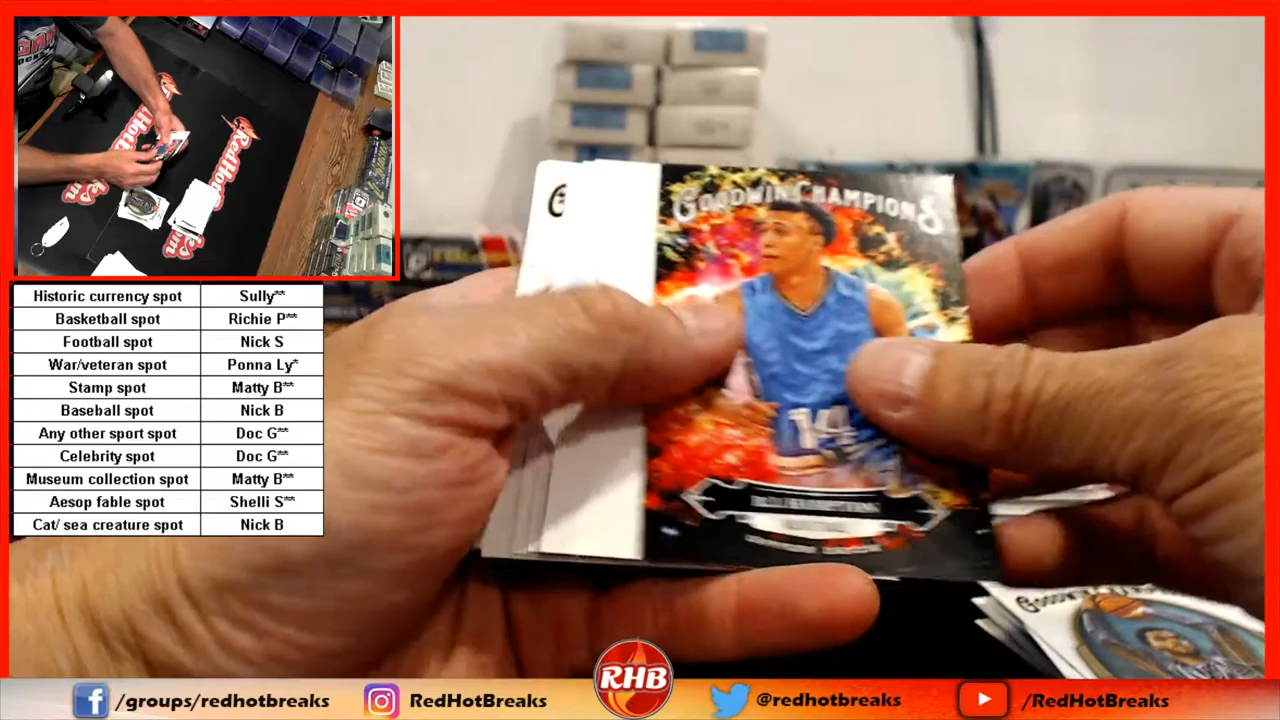 Historic currency spot Sully**
Basketball spot Richie P**
Football spot Nick S
War/veteran spot Ponna Ly*
Stamp spot Matty B**
Baseball spot Nick B
Any other sport spot Doc G**
Celebrity spot Doc G**
Museum collection spot Matty B**
Aesop fable spot Shelli S**
Cat/ sea creature spot Nick B
GOODWIN CHAMPIONS
14
RHB
/groups/redhotbreaks
RedHotBreaks
@redhotbreaks
/RedHotBreaks